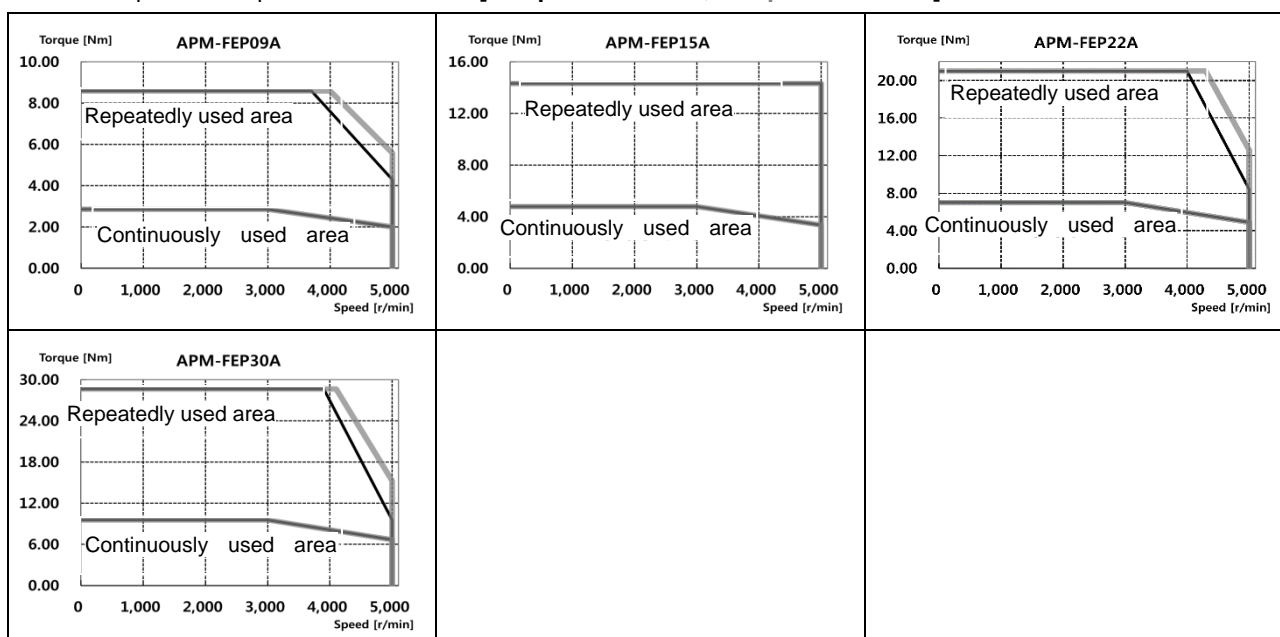 Torque [Nm] APM-FEP09A
10.00
8.00
6.00
4.00
2.00
0.00
Repeatedly used area
Continuously used area
0 1,000 2,000 3,000 4,000 5,000
Speed [r/min]
Torque [Nm] APM-FEP15A
16.00
12.00
8.00
4.00
0.00
Repeatedly used area
Continuously used area
0 1,000 2,000 3,000 4,000 5,000
Speed [r/min]
Torque [Nm] APM-FEP22A
20.00
16.00
12.00
8.00
4.00
0.00
Repeatedly used area
Continuously used area
0 1,000 2,000 3,000 4,000 5,000
Speed [r/min]
Torque [Nm] APM-FEP30A
30.00
24.00
18.00
12.00
6.00
0.00
Repeatedly used area
Continuously used area
0 1,000 2,000 3,000 4,000 5,000
Speed [r/min]